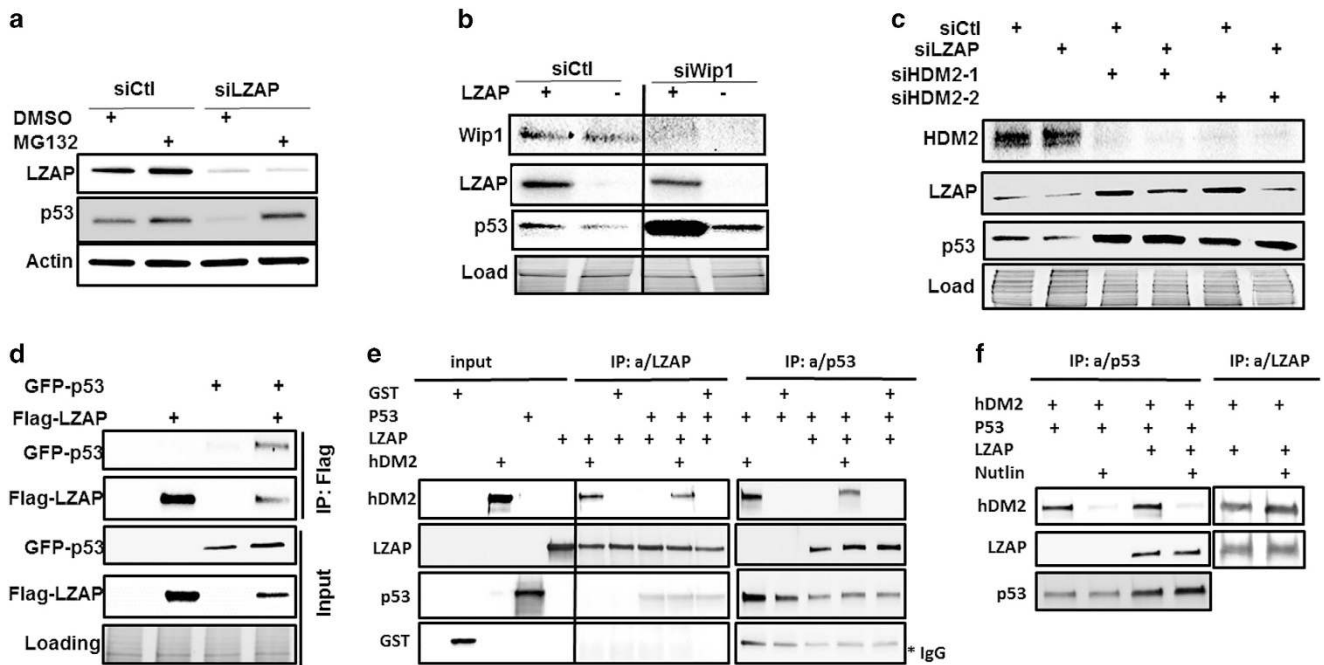 a
siCtl siLZAP
DMSO + +
MG132 + +
LZAP
p53
Actin
b
siCtl siWip1
LZAP + - + -
Wip1
LZAP
p53
Load
c
siCtl + + +
siLZAP + + +
siHDM2-1 + +
siHDM2-2 + +
HDM2
LZAP
p53
Load
d
GFP-p53 + +
Flag-LZAP + +
GFP-p53
Flag-LZAP
IP: Flag
GFP-p53
Flag-LZAP
Loading
Input
e
input IP: a/LZAP IP: a/p53
GST + + + + +
P53 + + + + + + + + +
LZAP + + + + + + + + +
hDM2 + + + + +
hDM2
LZAP
p53
GST
* IgG
f
IP: a/p53 IP: a/LZAP
hDM2 + + + + + +
P53 + + + +
LZAP + + + +
Nutlin + + +
hDM2
LZAP
p53